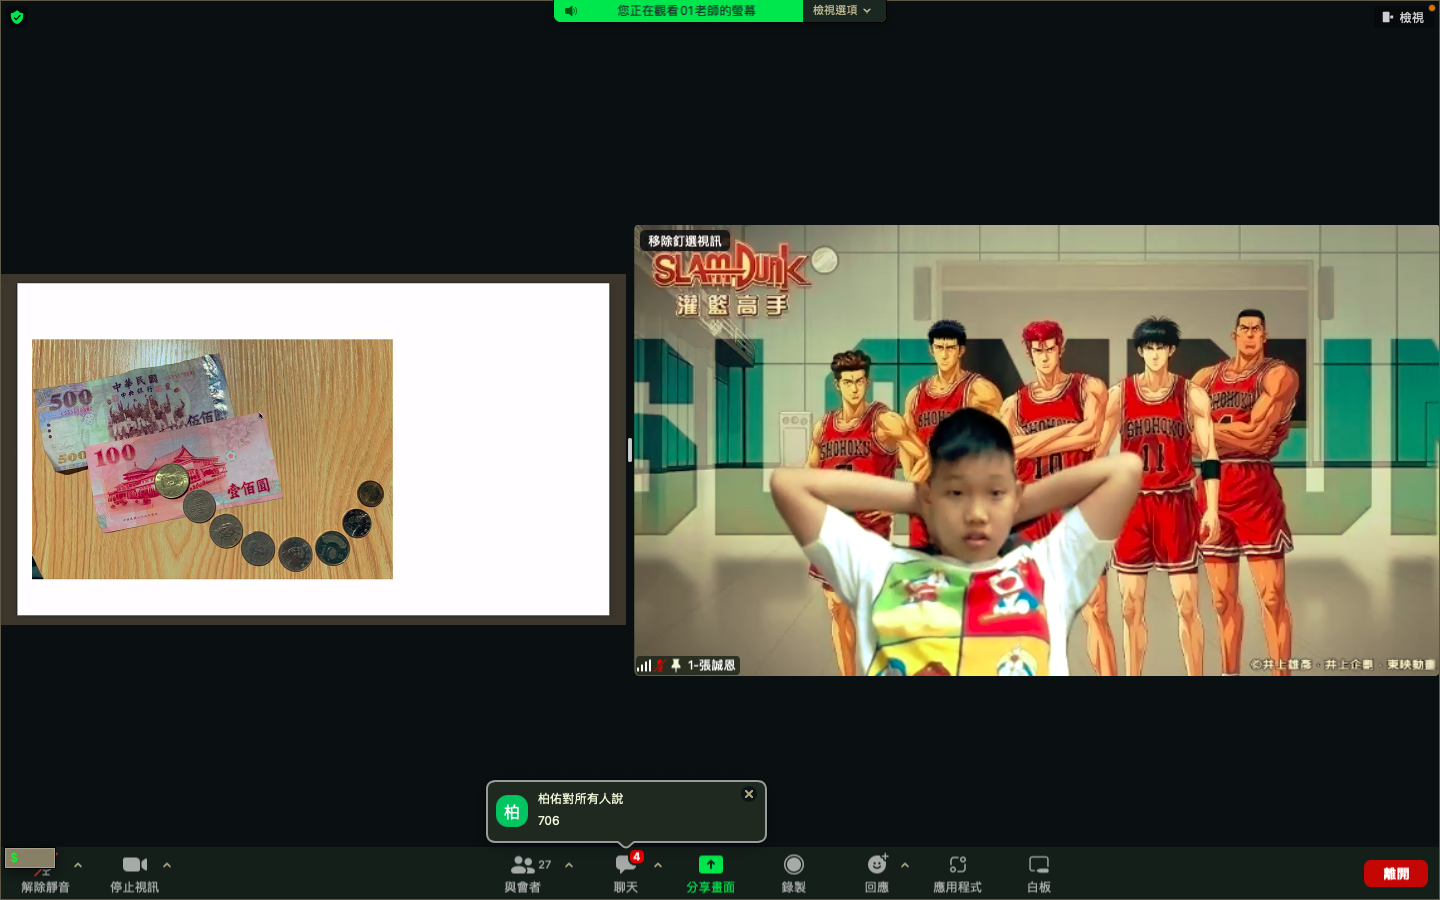 您正在觀看01老師的螢幕
檢視選項
檢視
500
中華民國
中央銀行
伍佰圓
500
100
壹佰圓
移除釘選視訊
SLAM DUNK
灌籃高手
SHOHOKU
SHOHOKU
SHOHOKU
SHOHOKU
10
11
1-張誠恩
©井上雄彥·井上企劃·東映動畫
柏
柏佑對所有人說
706
$
解除靜音
停止視訊
27
與會者
4
聊天
分享畫面
錄製
回應
應用程式
白板
離開